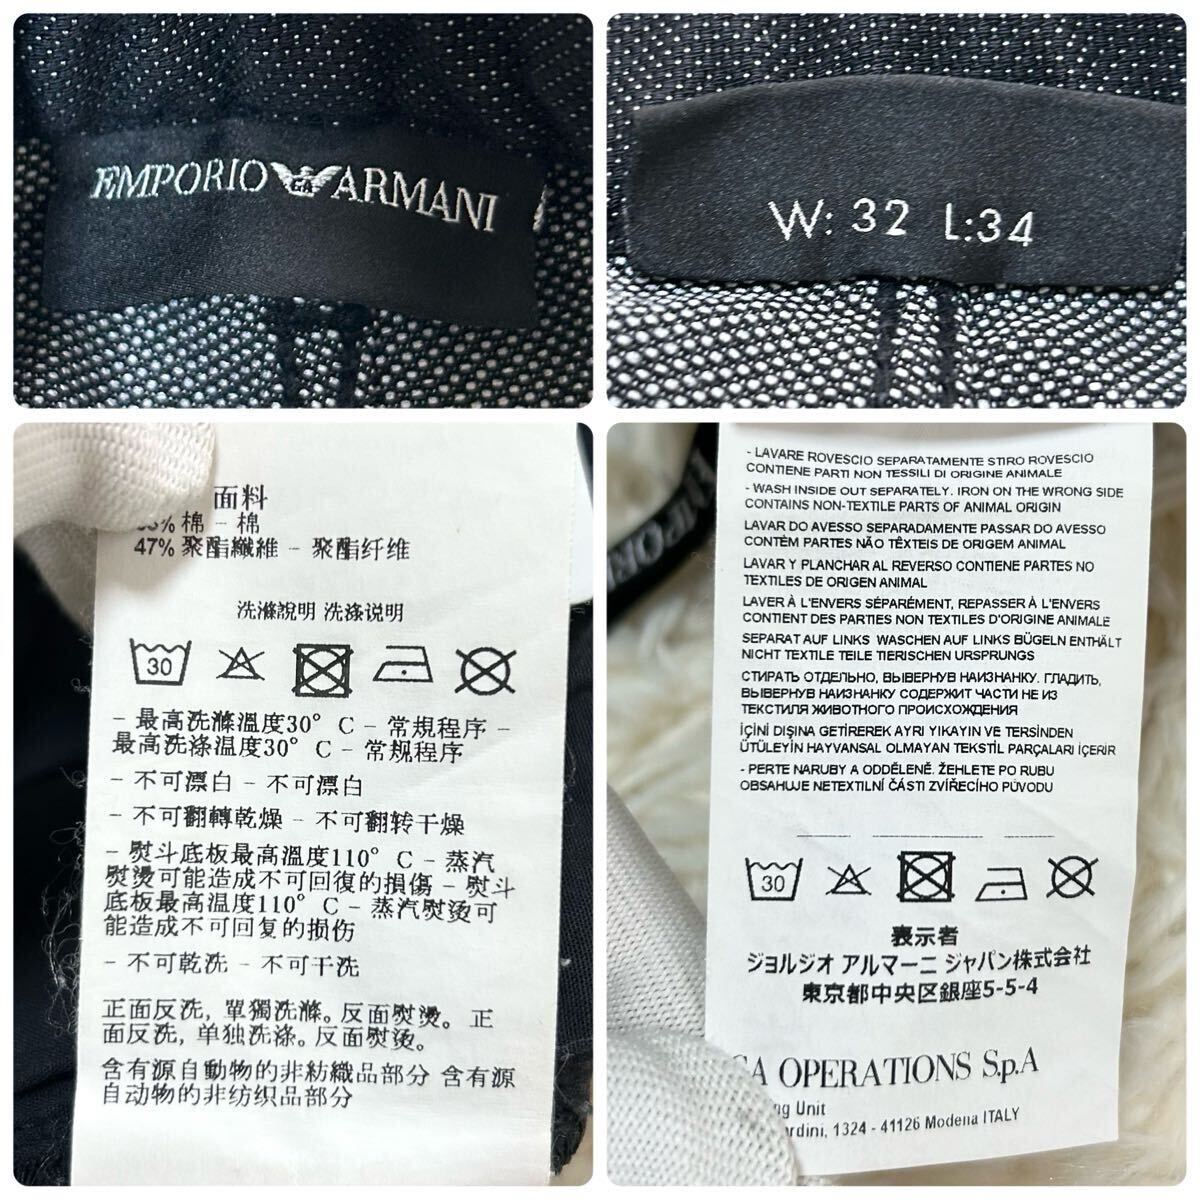 EMPORIO ARMANI
W: 32 L:34
面料
% 棉 - 棉
47% 聚酯纖維 - 聚酯纤维
洗滌說明 洗涤说明
30
- 最高洗滌溫度30° C - 常規程序 -
最高洗涤温度30° C - 常规程序
- 不可漂白 - 不可漂白
- 不可翻轉乾燥 - 不可翻转干燥
- 熨斗底板最高溫度110° C - 蒸汽
熨燙可能造成不可回復的損傷 - 熨斗
底板最高温度110° C - 蒸汽熨烫可
能造成不可回复的损伤
- 不可乾洗 - 不可干洗
正面反洗, 單獨洗滌。反面熨燙。 正
面反洗, 单独洗涤。反面熨烫。
含有源自動物的非紡織品部分 含有源
自动物的非纺织品部分
- LAVARE ROVESCIO SEPARATAMENTE STIRO ROVESCIO
CONTIENE PARTI NON TESSILI DI ORIGINE ANIMALE
- WASH INSIDE OUT SEPARATELY. IRON ON THE WRONG SIDE
CONTAINS NON-TEXTILE PARTS OF ANIMAL ORIGIN
LAVAR DO AVESSO SEPARADAMENTE PASSAR DO AVESSO
CONTÉM PARTES NÃO TÊXTEIS DE ORIGEM ANIMAL
LAVAR Y PLANCHAR AL REVERSO CONTIENE PARTES NO
TEXTILES DE ORIGEN ANIMAL
LAVER À L'ENVERS SÉPARÉMENT, REPASSER À L'ENVERS
CONTIENT DES PARTIES NON TEXTILES D'ORIGINE ANIMALE
SEPARAT AUF LINKS WASCHEN AUF LINKS BÜGELN ENTHÄLT
NICHT TEXTILE TEILE TIERISCHEN URSPRUNGS
СТИРАТЬ ОТДЕЛЬНО, ВЫВЕРНУВ НАИЗНАНКУ. ГЛАДИТЬ,
ВЫВЕРНУВ НАИЗНАНКУ СОДЕРЖИТ ЧАСТИ НЕ ИЗ
ТЕКСТИЛЯ ЖИВОТНОГО ПРОИСХОЖДЕНИЯ
İÇİNİ DIŞINA GETİREREK AYRI YIKAYIN VE TERSİNDEN
ÜTÜLEYİN HAYVANSAL OLMAYAN TEKSTİL PARÇALARI İÇERİR
- PERTE NARUBY A ODDĚLENĚ. ŽEHLETE PO RUBU
OBSAHUJE NETEXTILNÍ ČÁSTI ZVÍŘECÍHO PŮVODU
30
表示者
ジョルジオ アルマーニ ジャパン株式会社
東京都中央区銀座5-5-4
GA OPERATIONS S.p.A
Unit
1324 - 41126 Modena ITALY